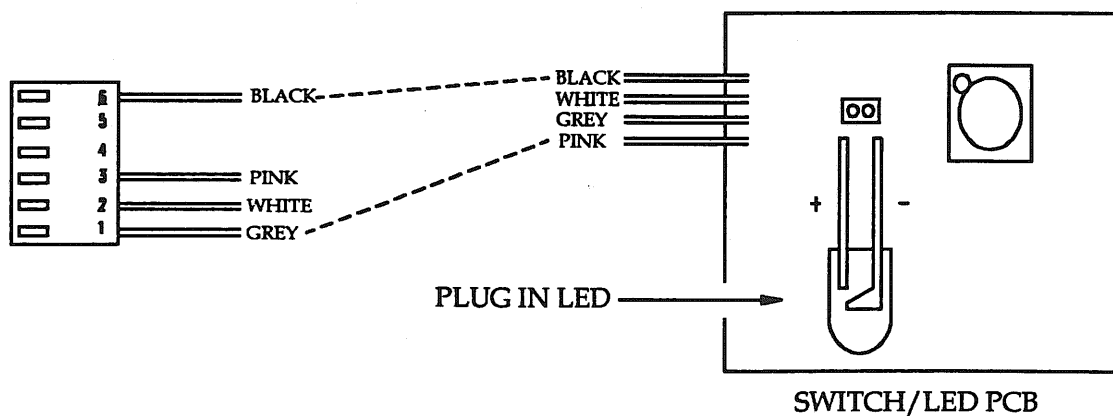 6 BLACK
5
4
3 PINK
2 WHITE
1 GREY
BLACK
WHITE
GREY
PINK
+ -
PLUG IN LED
SWITCH/LED PCB